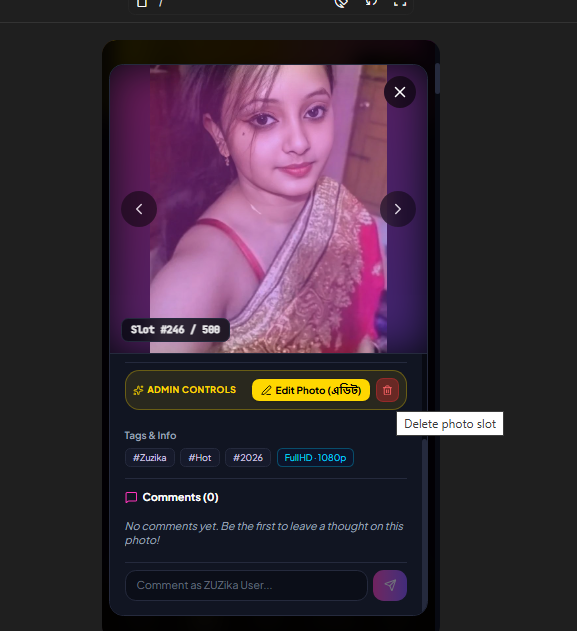 /
Slot #246 / 500
ADMIN CONTROLS
Edit Photo (এডিট)
Delete photo slot
Tags & Info
#Zuzika
#Hot
#2026
FullHD · 1080p
Comments (0)
No comments yet. Be the first to leave a thought on this
photo!
Comment as ZUZika User...